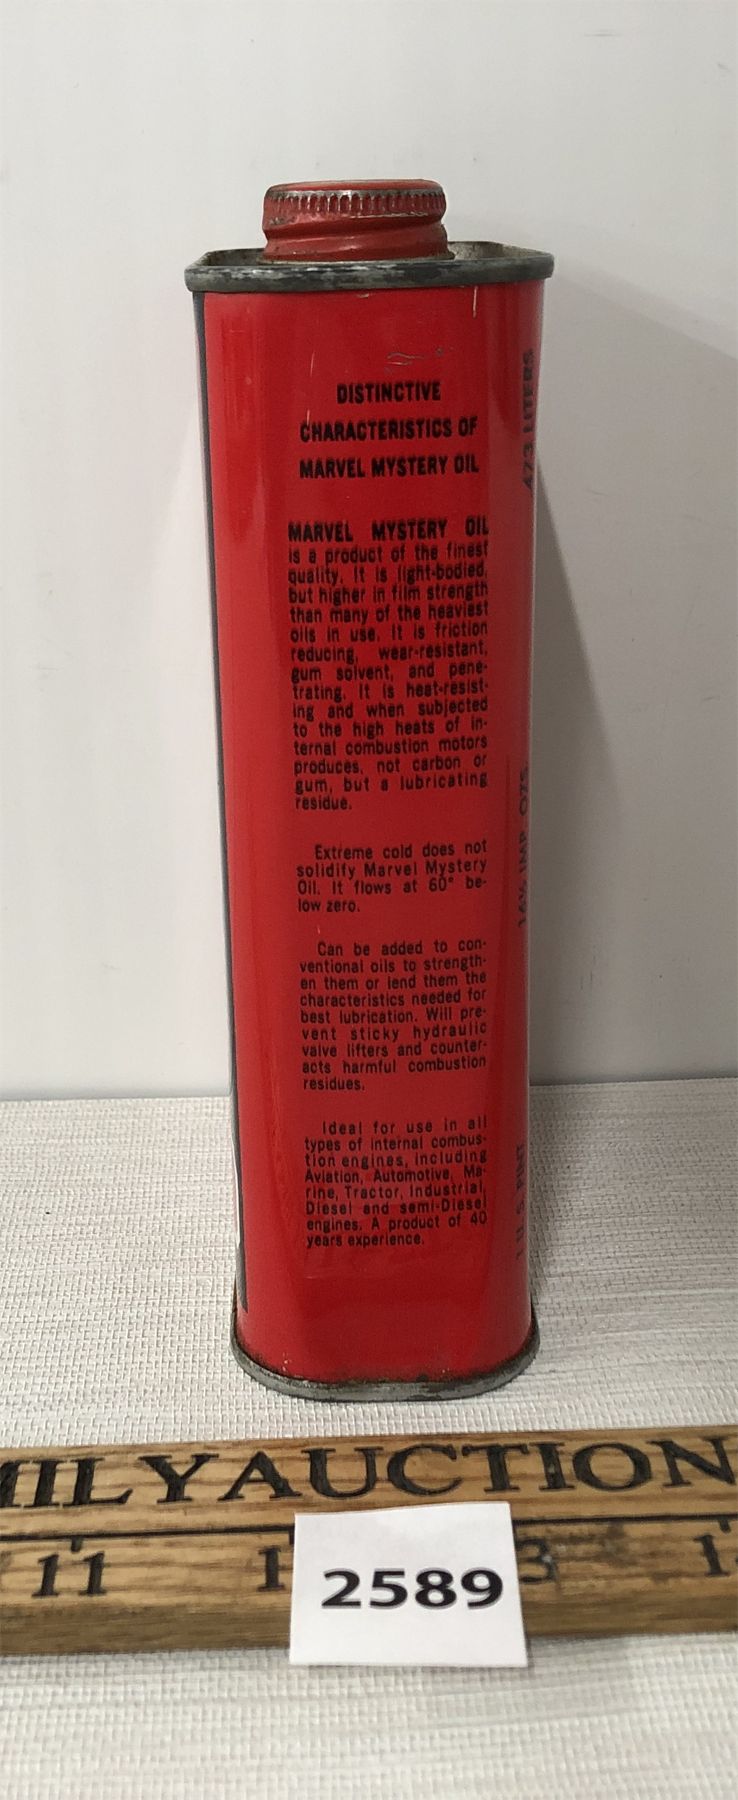 DISTINCTIVE
CHARACTERISTICS OF
MARVEL MYSTERY OIL
MARVEL MYSTERY OIL
is a product of the finest
quality. It is light-bodied,
but higher in film strength
than many of the heaviest
oils in use. It is friction
reducing, wear-resistant,
gum solvent, and pene-
trating. It is heat-resist-
ing and when subjected
to the high heats of in-
ternal combustion motors
produces, not carbon or
gum, but a lubricating
residue.
Extreme cold does not
solidify Marvel Mystery
Oil. It flows at 60° be-
low zero.
Can be added to con-
ventional oils to strength-
en them or lend them the
characteristics needed for
best lubrication. Will pre-
vent sticky hydraulic
valve lifters and counter-
acts harmful combustion
residues.
Ideal for use in all
types of internal combus-
tion engines, including
Aviation, Automotive, Ma-
rine, Tractor, Industrial,
Diesel and semi-Diesel
engines. A product of 40
years experience.
1 U S PINT
IMP. OZS.
.473 LITERS
MILY AUCTION
11
2589